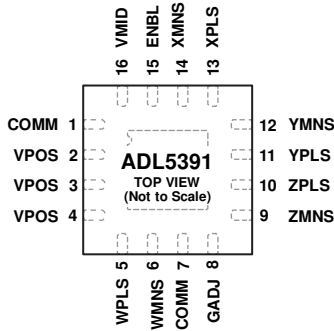 16 VMID
15 ENBL
14 XMNS
13 XPLS
COMM 1
VPOS 2
VPOS 3
VPOS 4
ADL5391
TOP VIEW
(Not to Scale)
12 YMNS
11 YPLS
10 ZPLS
9 ZMNS
WPLS 5
WMNS 6
COMM 7
GADJ 8